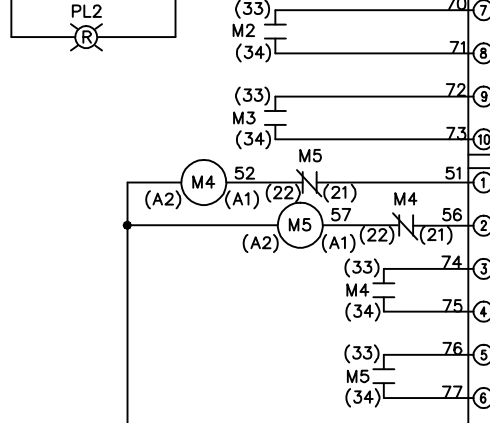 (33) 70 7
PL2
R
M2
(34) 71 8
(33) 72 9
M3
(34) 73 10
M5
M4 52 51 1
(A2) (A1) (22) (21)
M4
M5 57 56 2
(A2) (A1) (22) (21)
(33) 74 3
M4
(34) 75 4
(33) 76 5
M5
(34) 77 6